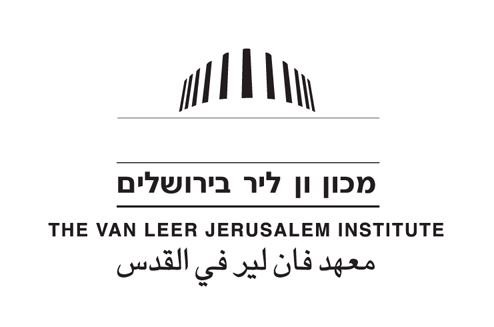 מכון ון ליר בירושלים
THE VAN LEER JERUSALEM INSTITUTE
معهد فان لير في القدس